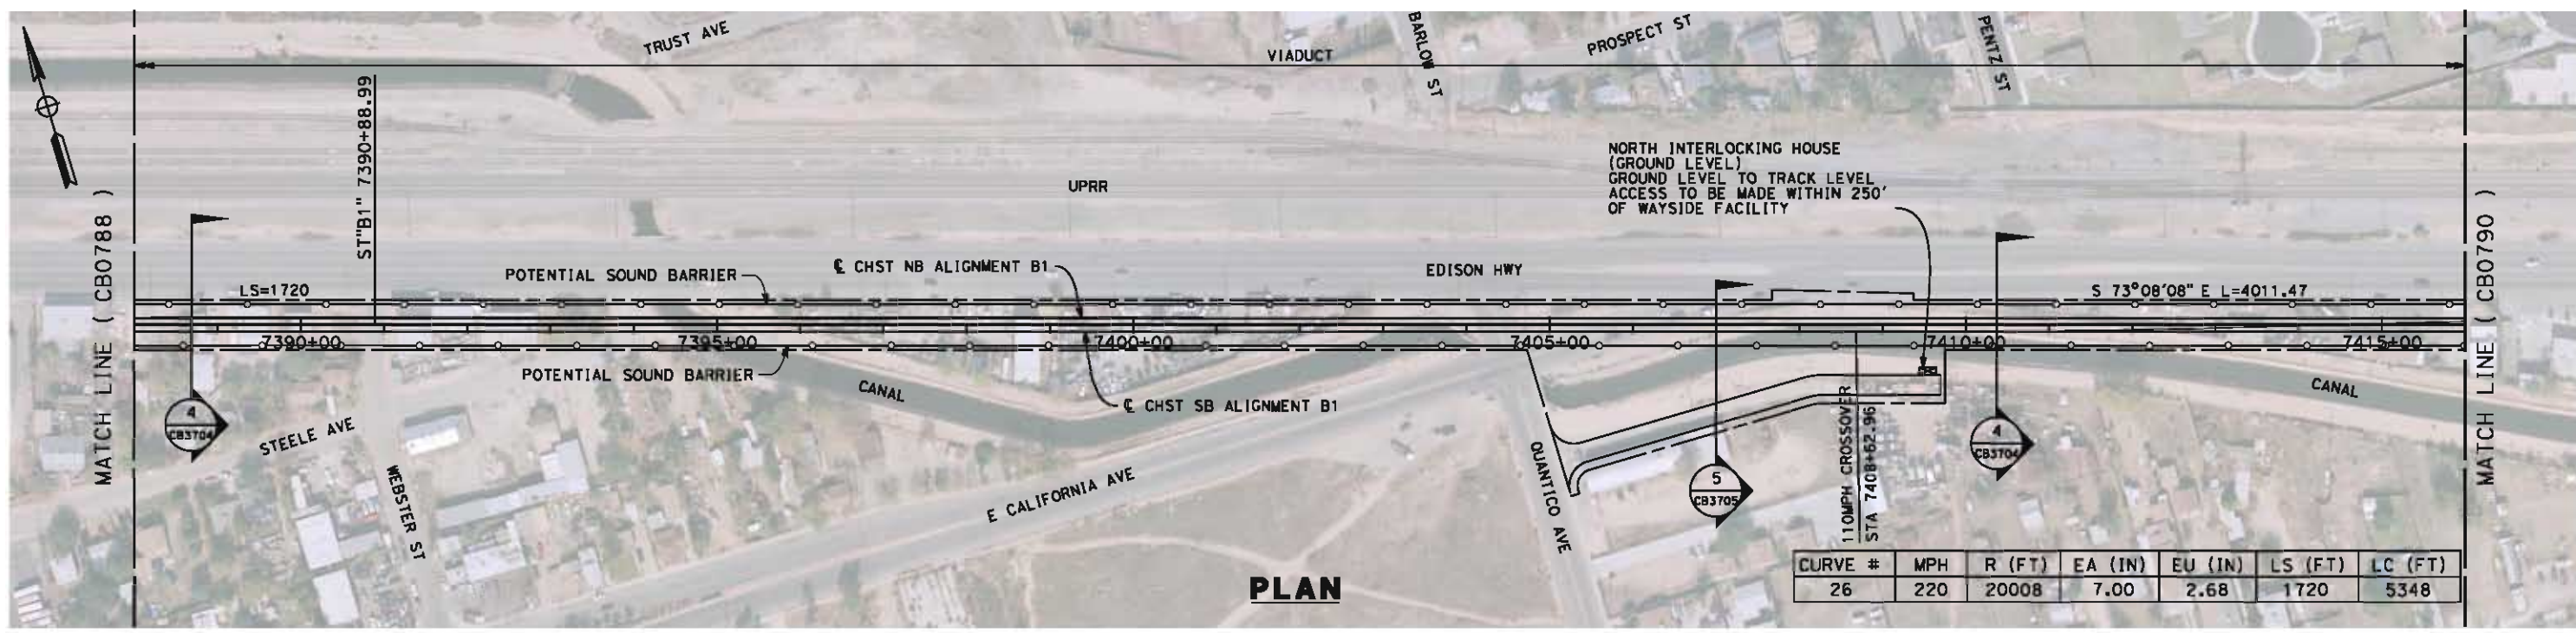 TRUST AVE
VIADUCT
BARLOW ST
PROSPECT ST
PENTZ ST
MATCH LINE ( CB0788 )
ST"B1" 7390+88.99
UPRR
NORTH INTERLOCKING HOUSE
(GROUND LEVEL)
GROUND LEVEL TO TRACK LEVEL
ACCESS TO BE MADE WITHIN 250'
OF WAYSIDE FACILITY
MATCH LINE ( CB0790 )
LS=1720
POTENTIAL SOUND BARRIER
℄ CHST NB ALIGNMENT B1
EDISON HWY
S 73°08'08" E L=4011.47
7390+00
7395+00
7400+00
7405+00
7410+00
7415+00
POTENTIAL SOUND BARRIER
CANAL
℄ CHST SB ALIGNMENT B1
CANAL
4
CB3704
STEELE AVE
WEBSTER ST
E CALIFORNIA AVE
QUANTICO AVE
5
CB3705
110MPH CROSSOVER
STA 7408+62.96
4
CB3704
PLAN
CURVE # MPH R (FT) EA (IN) EU (IN) LS (FT) LC (FT)
26 220 20008 7.00 2.68 1720 5348